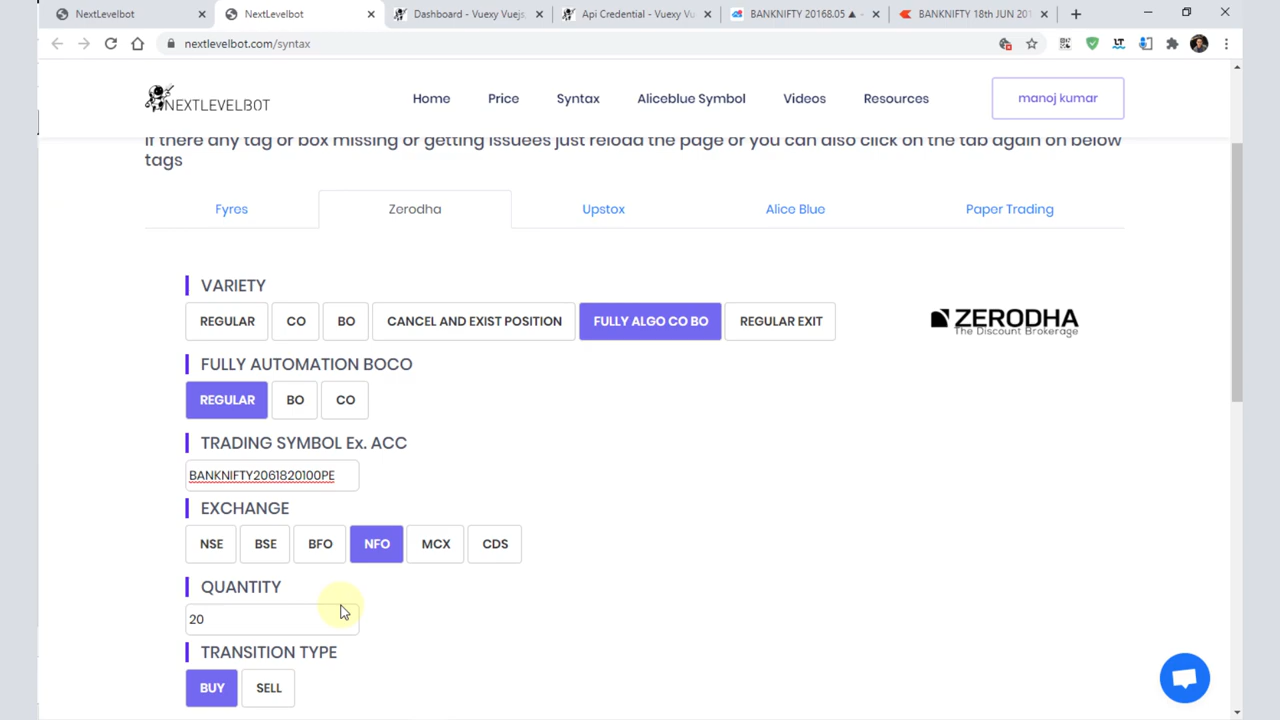 NextLevelbot
NextLevelbot
Dashboard - Vuexy Vuejs,
Api Credential - Vuexy Vu
BANKNIFTY 20168.05 ▲ -
BANKNIFTY 18th JUN 201
nextlevelbot.com/syntax
NEXTLEVELBOT
Home
Price
Syntax
Aliceblue Symbol
Videos
Resources
manoj kumar
If there any tag or box missing or getting issuees just reload the page or you can also click on the tab again on below
tags
Fyres
Zerodha
Upstox
Alice Blue
Paper Trading
VARIETY
REGULAR
CO
BO
CANCEL AND EXIST POSITION
FULLY ALGO CO BO
REGULAR EXIT
ZERODHA
The Discount Brokerage
FULLY AUTOMATION BOCO
REGULAR
BO
CO
TRADING SYMBOL Ex. ACC
BANKNIFTY2061820100PE
EXCHANGE
NSE
BSE
BFO
NFO
MCX
CDS
QUANTITY
20
TRANSITION TYPE
BUY
SELL